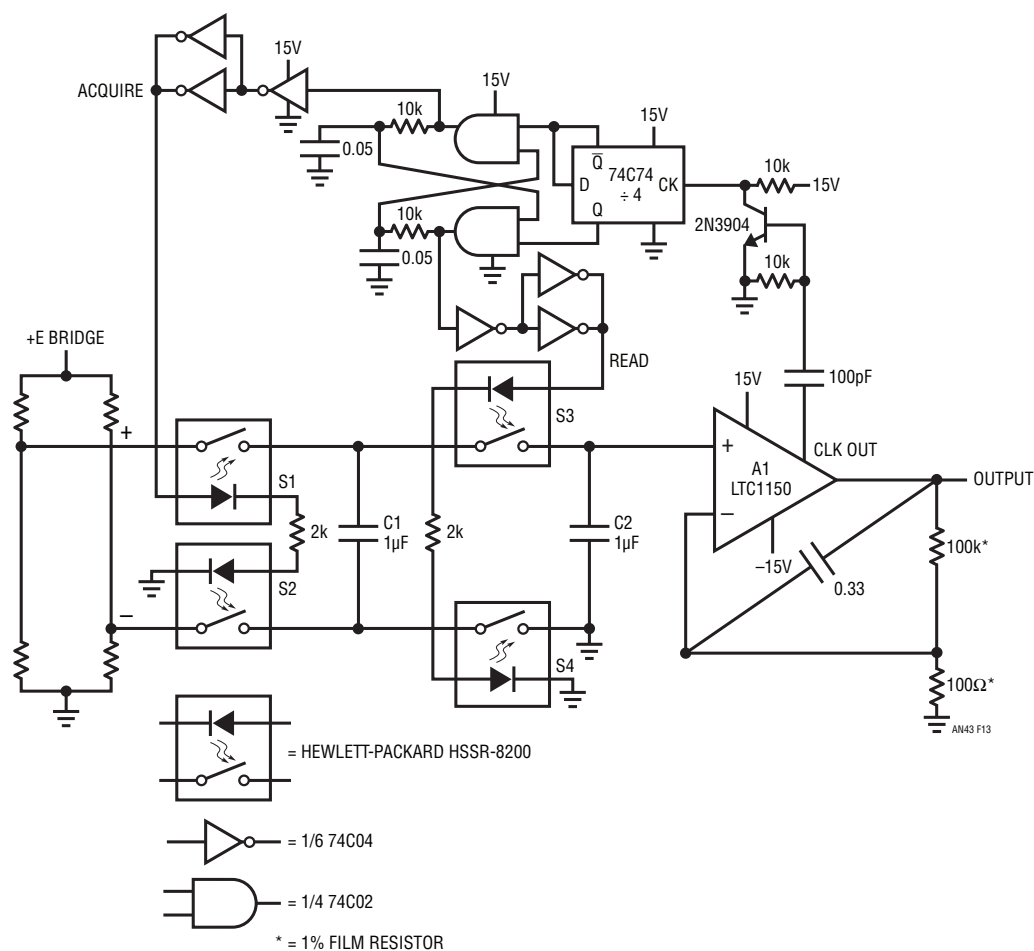 15V
ACQUIRE
15V
10k
0.05
Q̅
D
74C74
÷ 4
CK
Q
15V
10k
15V
2N3904
10k
10k
0.05
READ
100pF
+E BRIDGE
+
S1
2k
S2
–
C1
1µF
S3
2k
S4
C2
1µF
15V
+
A1
LTC1150
–
–15V
CLK OUT
OUTPUT
100k*
0.33
100Ω*
AN43 F13
= HEWLETT-PACKARD HSSR-8200
= 1/6 74C04
= 1/4 74C02
* = 1% FILM RESISTOR